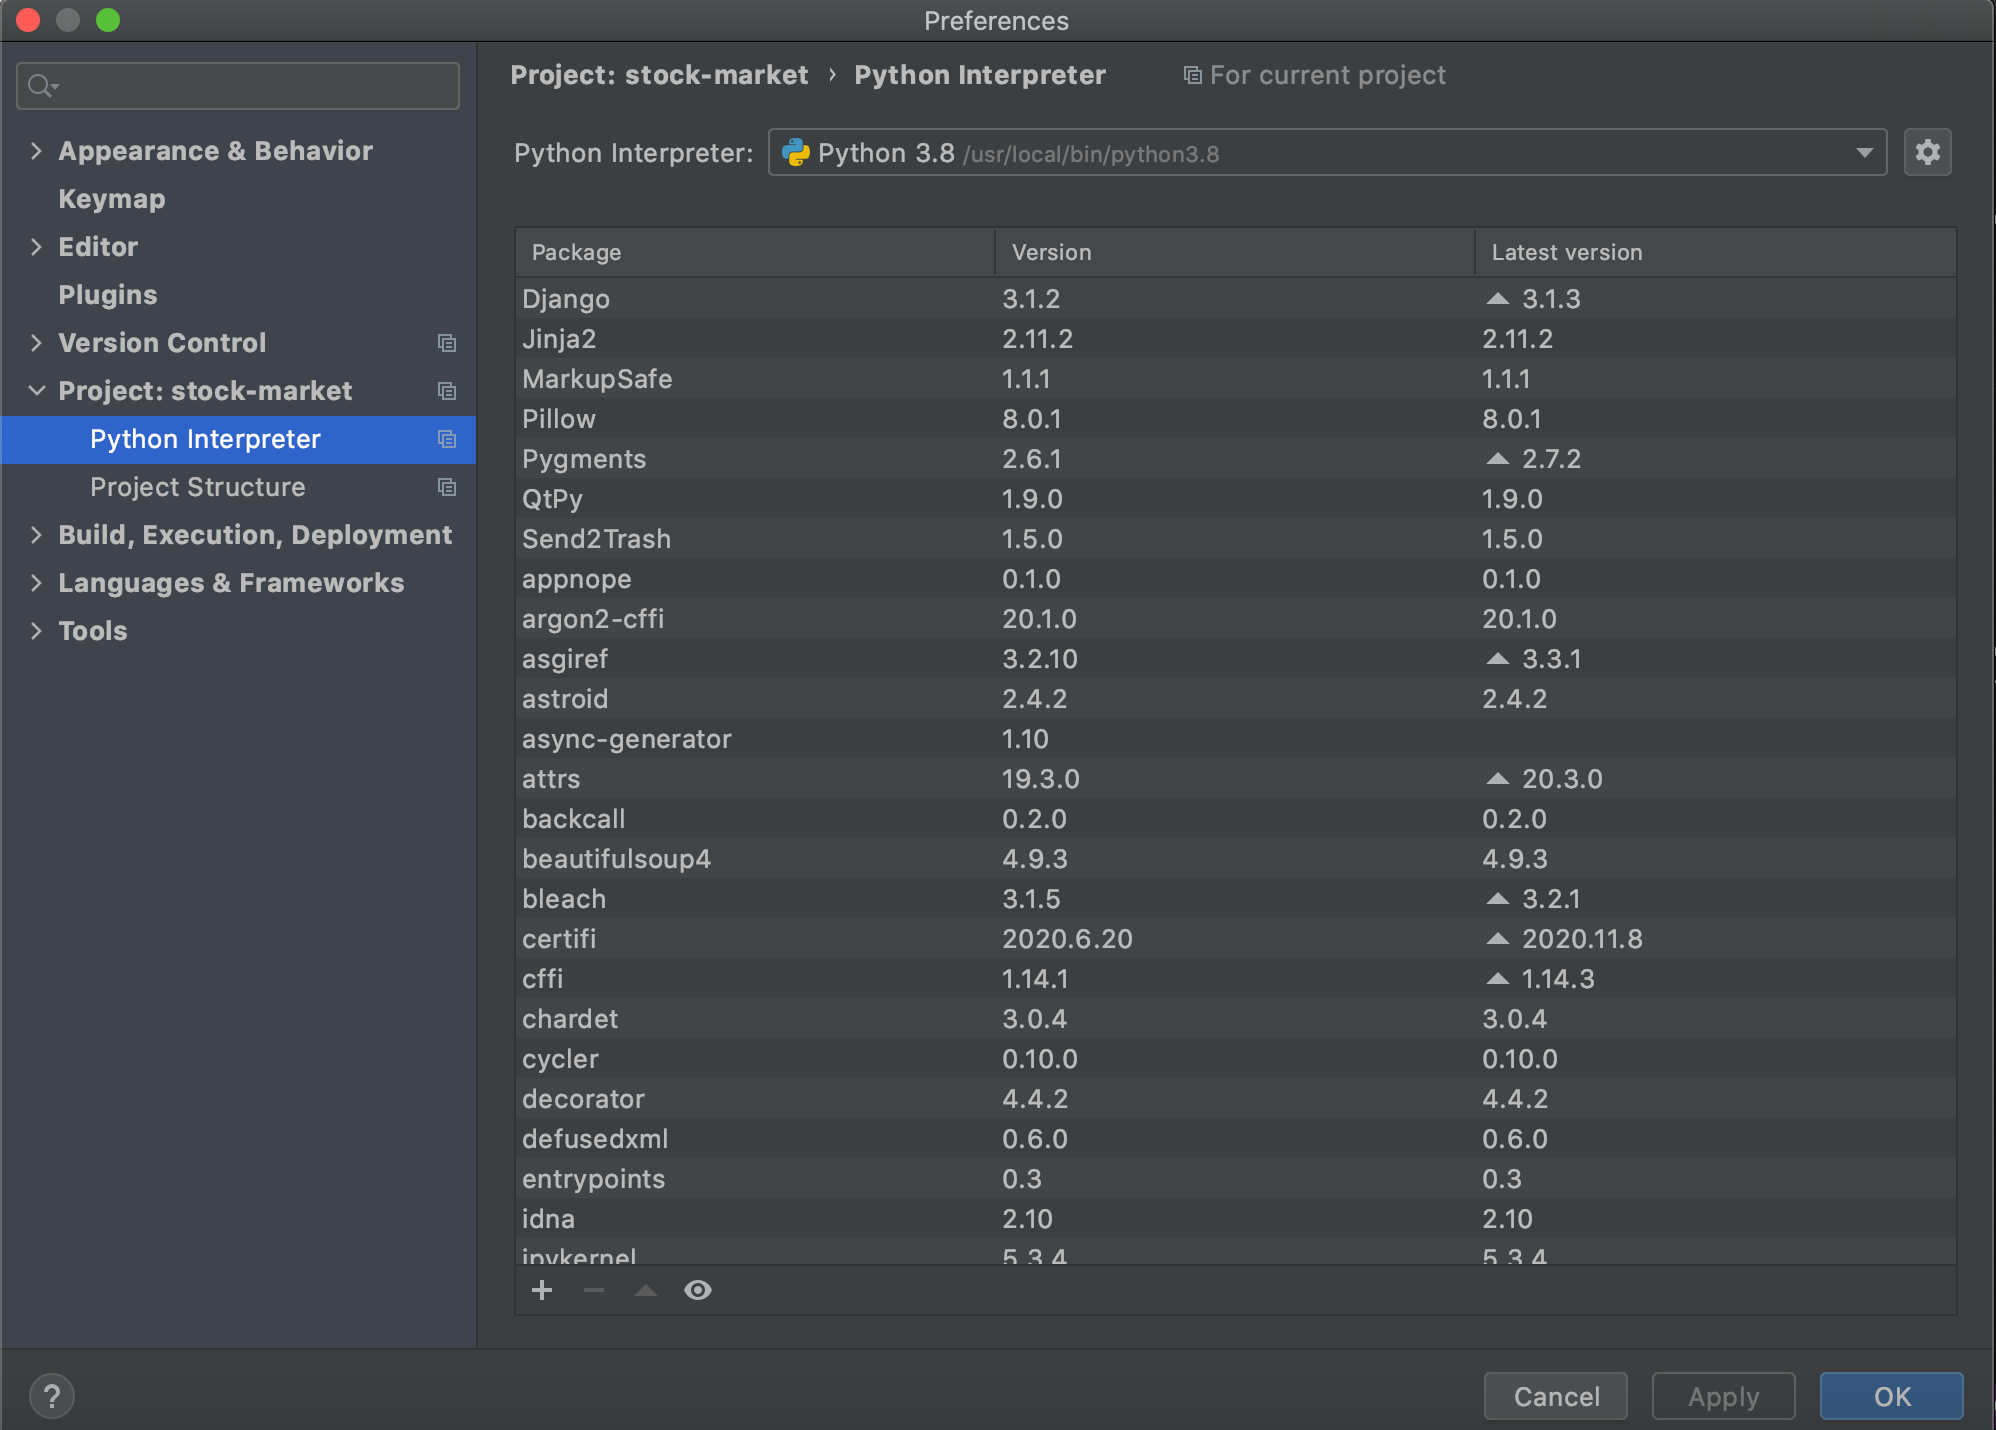 Preferences
Appearance & Behavior
Keymap
Editor
Plugins
Version Control
Project: stock-market
Python Interpreter
Project Structure
Build, Execution, Deployment
Languages & Frameworks
Tools
Project: stock-market › Python Interpreter For current project
Python Interpreter: Python 3.8 /usr/local/bin/python3.8
Package Version Latest version
Django 3.1.2 3.1.3
Jinja2 2.11.2 2.11.2
MarkupSafe 1.1.1 1.1.1
Pillow 8.0.1 8.0.1
Pygments 2.6.1 2.7.2
QtPy 1.9.0 1.9.0
Send2Trash 1.5.0 1.5.0
appnope 0.1.0 0.1.0
argon2-cffi 20.1.0 20.1.0
asgiref 3.2.10 3.3.1
astroid 2.4.2 2.4.2
async-generator 1.10
attrs 19.3.0 20.3.0
backcall 0.2.0 0.2.0
beautifulsoup4 4.9.3 4.9.3
bleach 3.1.5 3.2.1
certifi 2020.6.20 2020.11.8
cffi 1.14.1 1.14.3
chardet 3.0.4 3.0.4
cycler 0.10.0 0.10.0
decorator 4.4.2 4.4.2
defusedxml 0.6.0 0.6.0
entrypoints 0.3 0.3
idna 2.10 2.10
ipykernel 5.3.4 5.3.4
?
Cancel Apply OK